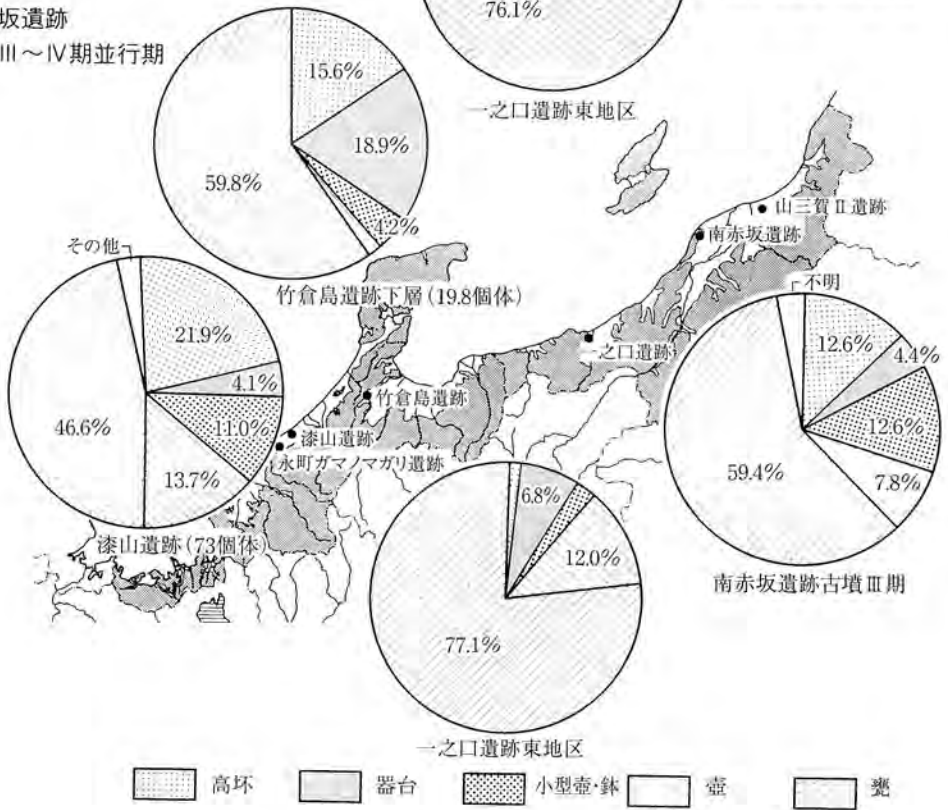 坂遺跡
Ⅲ～Ⅳ期並行期
76.1%
一之口遺跡東地区
15.6%
18.9%
4.2%
59.8%
竹倉島遺跡下層(19.8個体)
その他
21.9%
4.1%
11.0%
13.7%
46.6%
漆山遺跡(73個体)
山三賀Ⅱ遺跡
南赤坂遺跡
一之口遺跡
竹倉島遺跡
漆山遺跡
永町ガマノマガリ遺跡
不明
12.6%
4.4%
12.6%
7.8%
59.4%
南赤坂遺跡古墳Ⅲ期
6.8%
12.0%
77.1%
一之口遺跡東地区
高坏 器台 小型壺・鉢 壺 甕